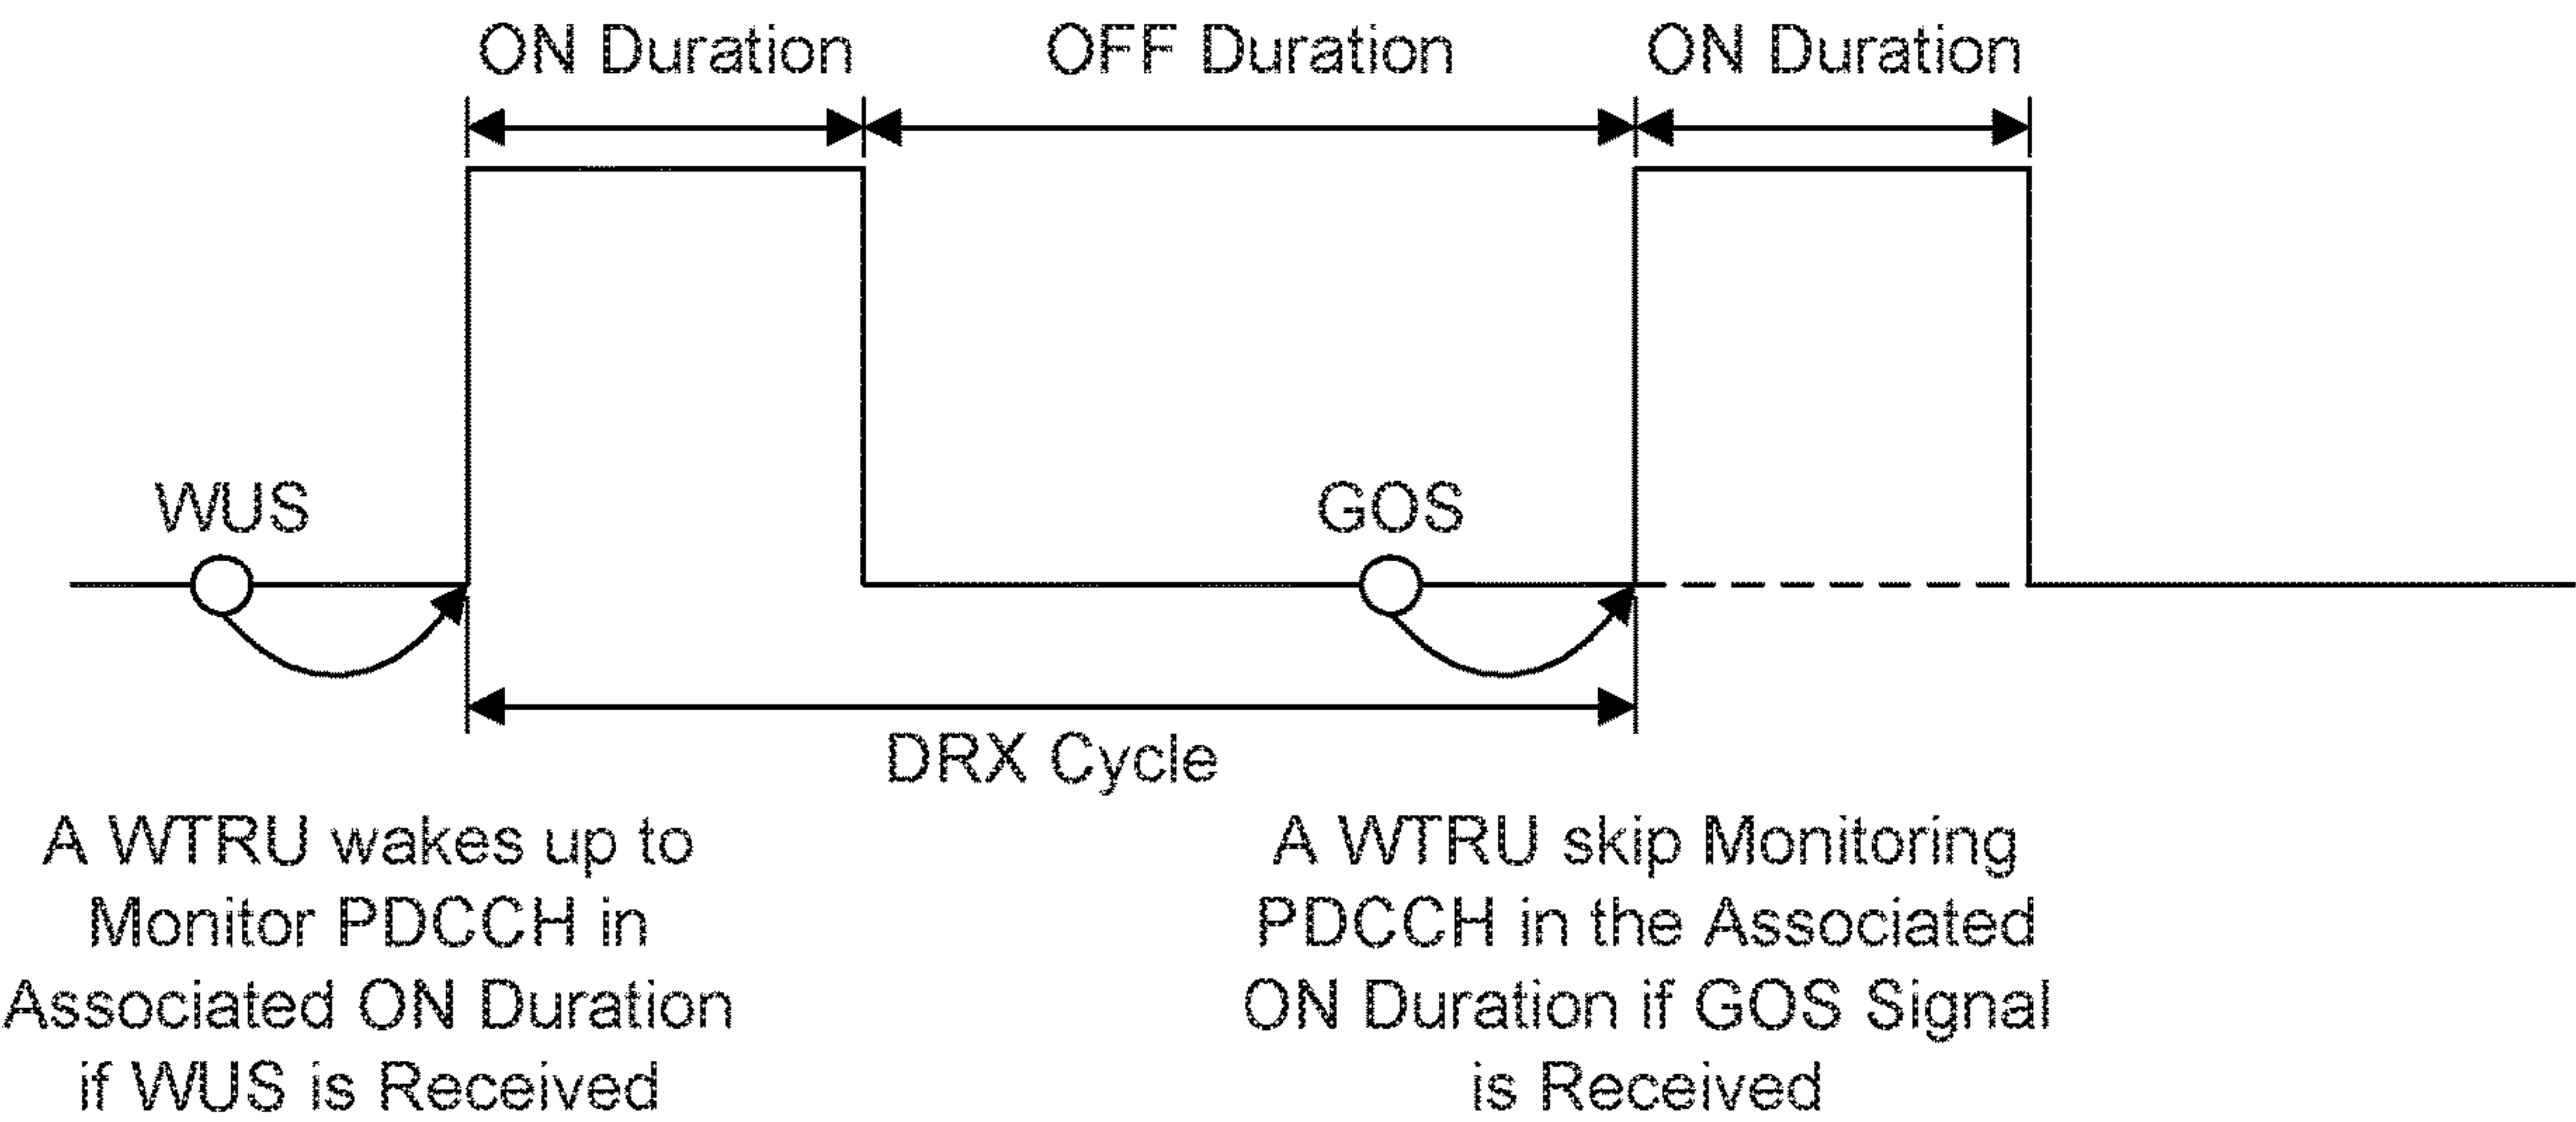 ON Duration
OFF Duration
ON Duration
WUS
GOS
DRX Cycle
A WTRU wakes up to
Monitor PDCCH in
Associated ON Duration
if WUS is Received
A WTRU skip Monitoring
PDCCH in the Associated
ON Duration if GOS Signal
is Received